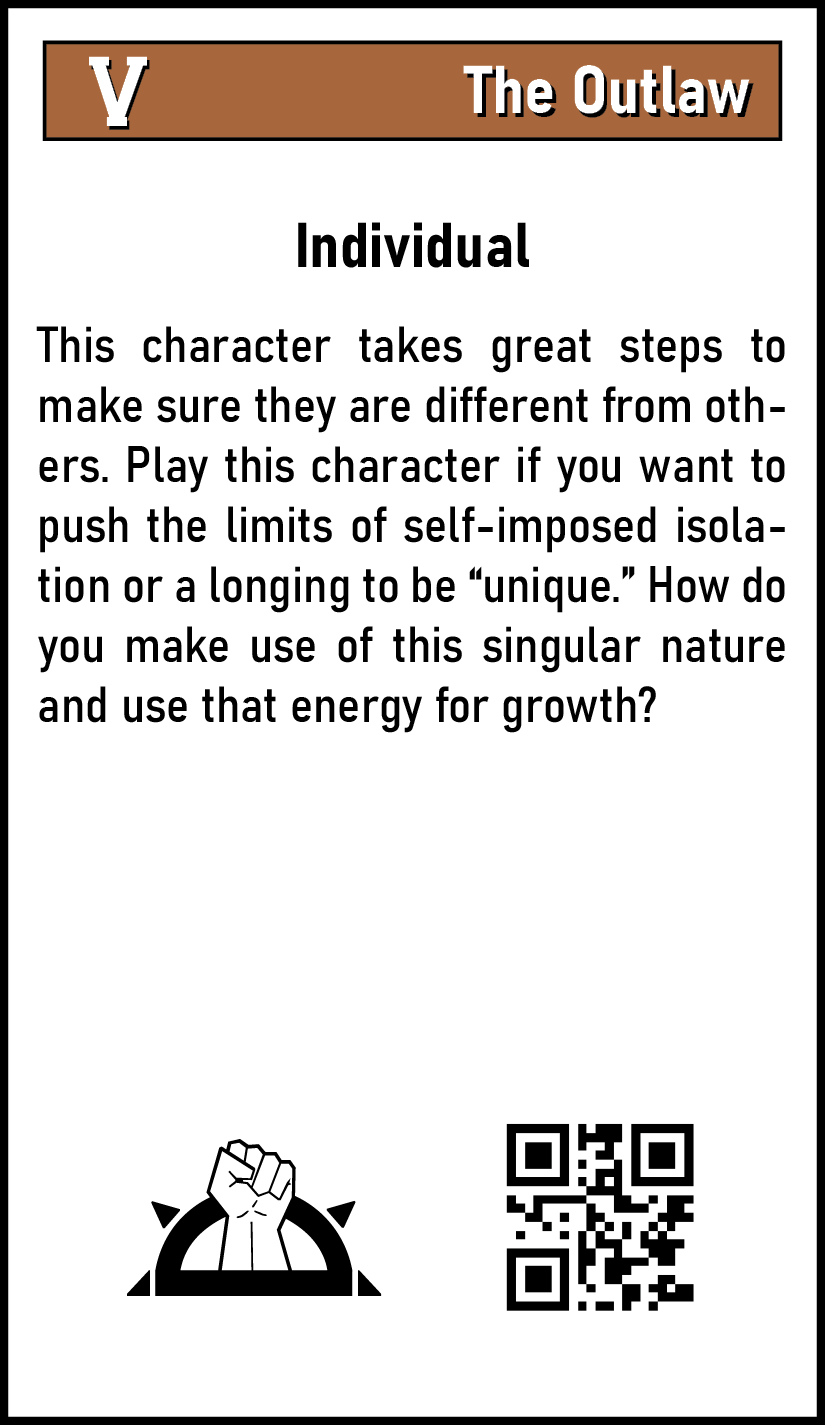 V The Outlaw
Individual
This character takes great steps to
make sure they are different from oth-
ers. Play this character if you want to
push the limits of self-imposed isola-
tion or a longing to be “unique.” How do
you make use of this singular nature
and use that energy for growth?